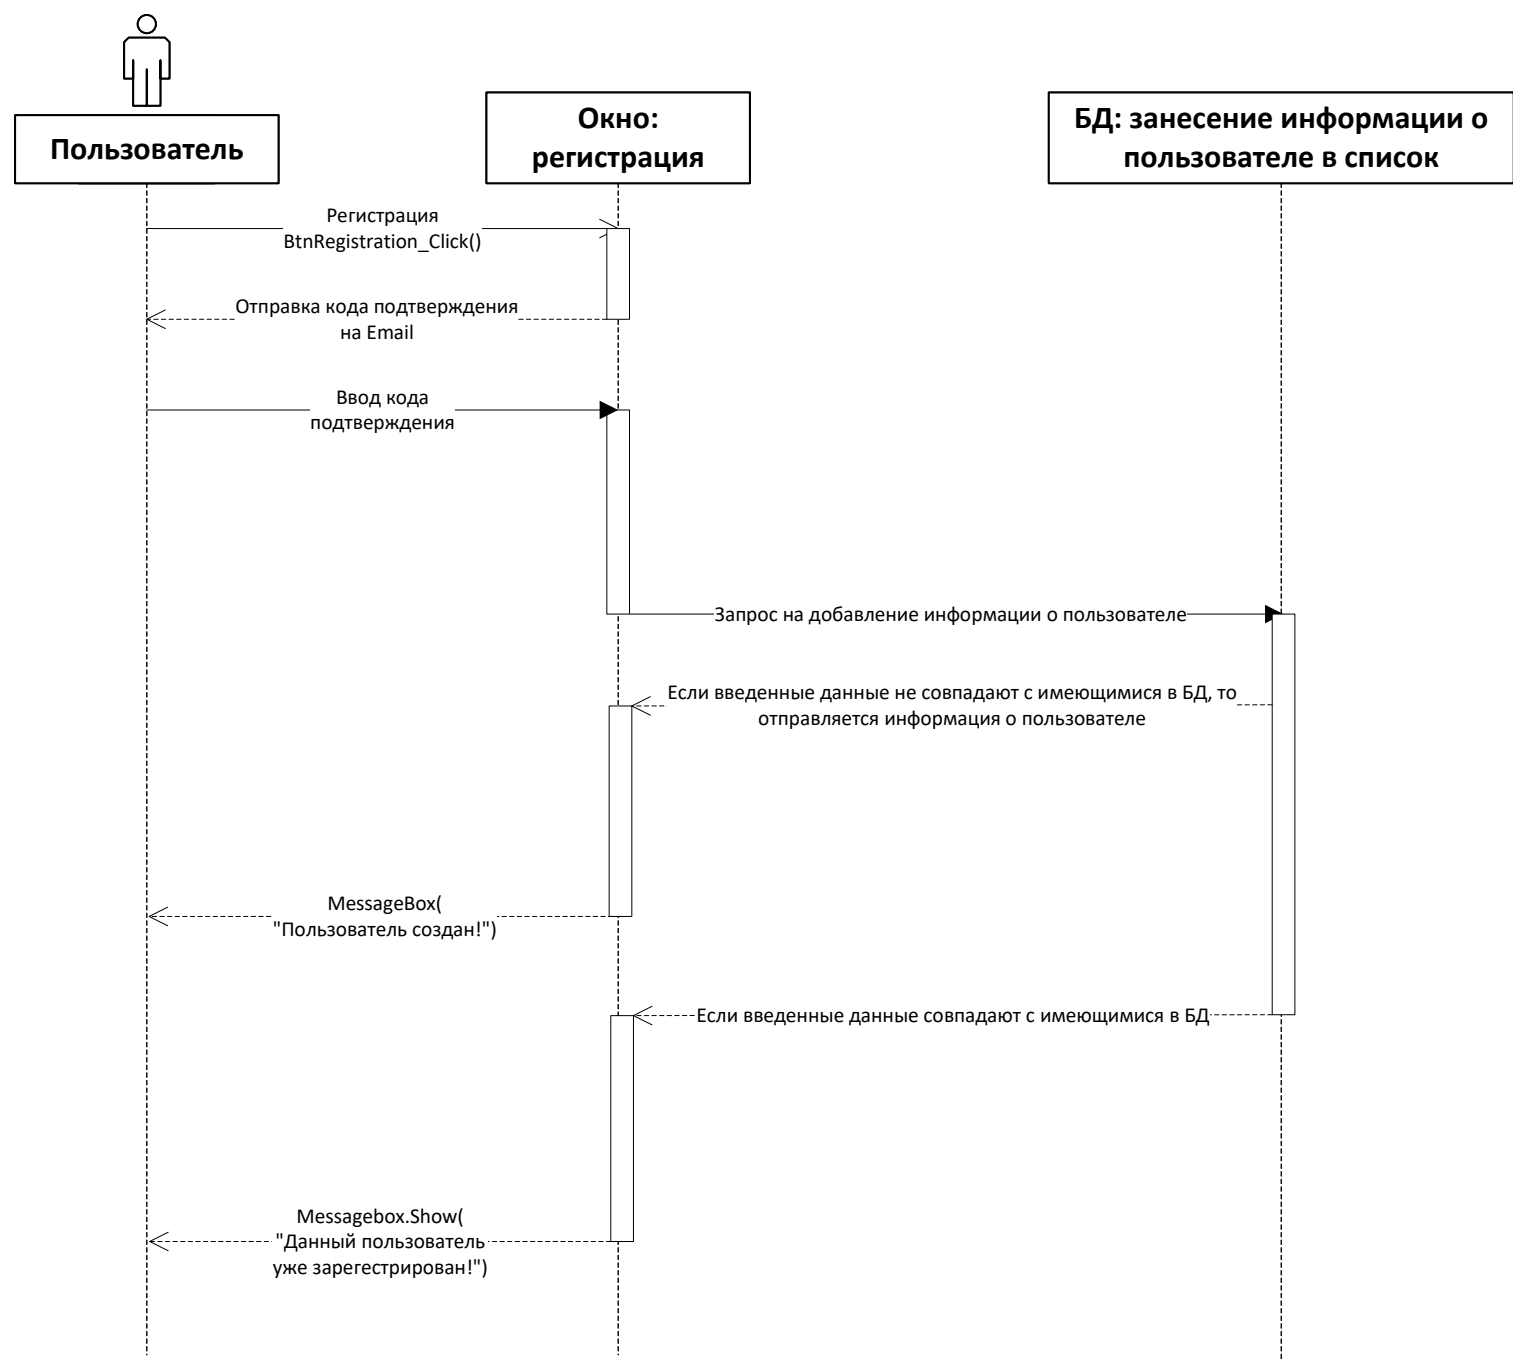 Пользователь
Окно:
регистрация
БД: занесение информации о
пользователе в список
Регистрация
BtnRegistration_Click()
Отправка кода подтверждения
на Email
Ввод кода
подтверждения
Запрос на добавление информации о пользователе
Если введенные данные не совпадают с имеющимися в БД, то
отправляется информация о пользователе
MessageBox(
"Пользователь создан!")
Если введенные данные совпадают с имеющимися в БД
Messagebox.Show(
"Данный пользователь
уже зарегестрирован!")